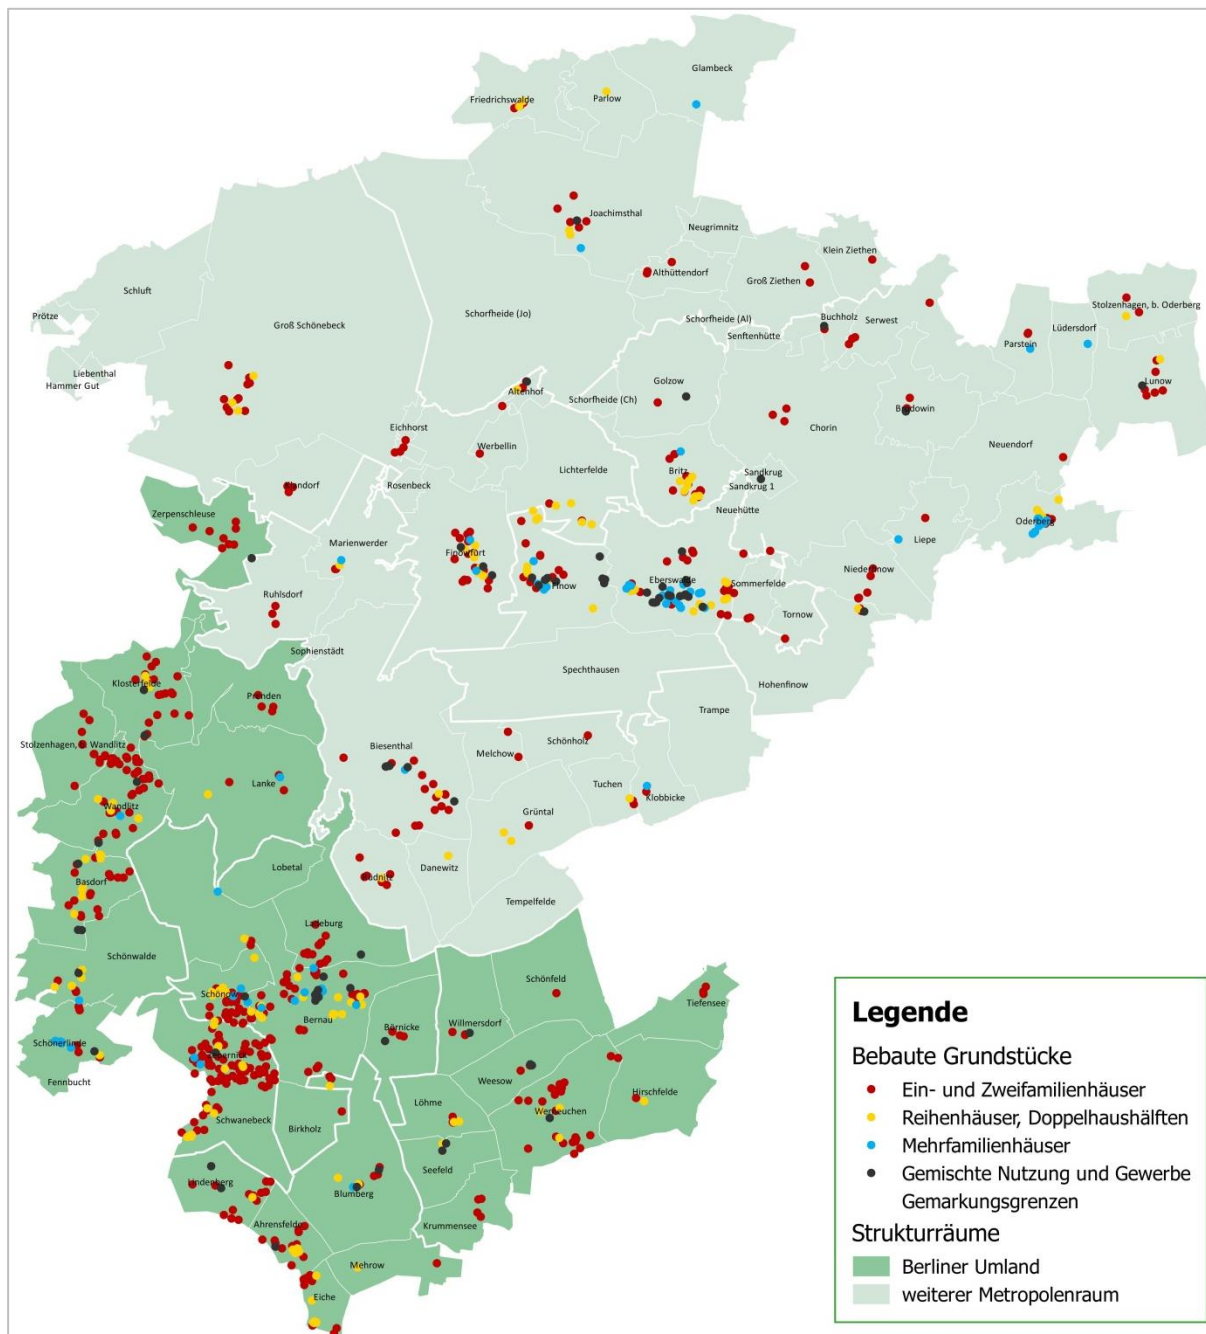 Glambeck
Friedrichswalde
Parlow
Joachimsthal
Neugrimnitz
Klein Ziethen
Althüttendorf
Groß Ziethen
Schluft
Stolzenhagen, b. Oderberg
Prötze
Groß Schönebeck
Schorfheide (Jo)
Schorfheide (Al)
Buchholz
Serwest
Lüdersdorf
Senftenhütte
Parstein
Liebenthal
Hammer Gut
Golzow
Lunow
Altenhof
Schorfheide (Ch)
Brodowin
Chorin
Eichhorst
Werbellin
Neuendorf
Lichterfelde
Britz
Sandkrug
Sandkrug 1
Klandorf
Rosenbeck
Zerpenschleuse
Neuehütte
Oderberg
Marienwerder
Liepe
Finowfurt
Niederfinow
Eberswalde
Sommerfelde
Finow
Ruhlsdorf
Tornow
Sophienstädt
Spechthausen
Klosterfelde
Hohenfinow
Prenden
Trampe
Stolzenhagen, b. Wandlitz
Biesenthal
Melchow
Schönholz
Lanke
Tuchen
Klobbicke
Wandlitz
Grüntal
Lobetal
Danewitz
Basdorf
Rüdnitz
Tempelfelde
Ladeburg
Schönwalde
Schönfeld
Schönow
Tiefensee
Bernau
Börnicke
Willmersdorf
Schönerlinde
Zepernick
Fennbucht
Weesow
Hirschfelde
Löhme
Werneuchen
Schwanebeck
Birkholz
Seefeld
Lindenberg
Blumberg
Ahrensfelde
Krummensee
Mehrow
Eiche
Legende
Bebaute Grundstücke
Ein- und Zweifamilienhäuser
Reihenhäuser, Doppelhaushälften
Mehrfamilienhäuser
Gemischte Nutzung und Gewerbe
Gemarkungsgrenzen
Strukturräume
Berliner Umland
weiterer Metropolenraum